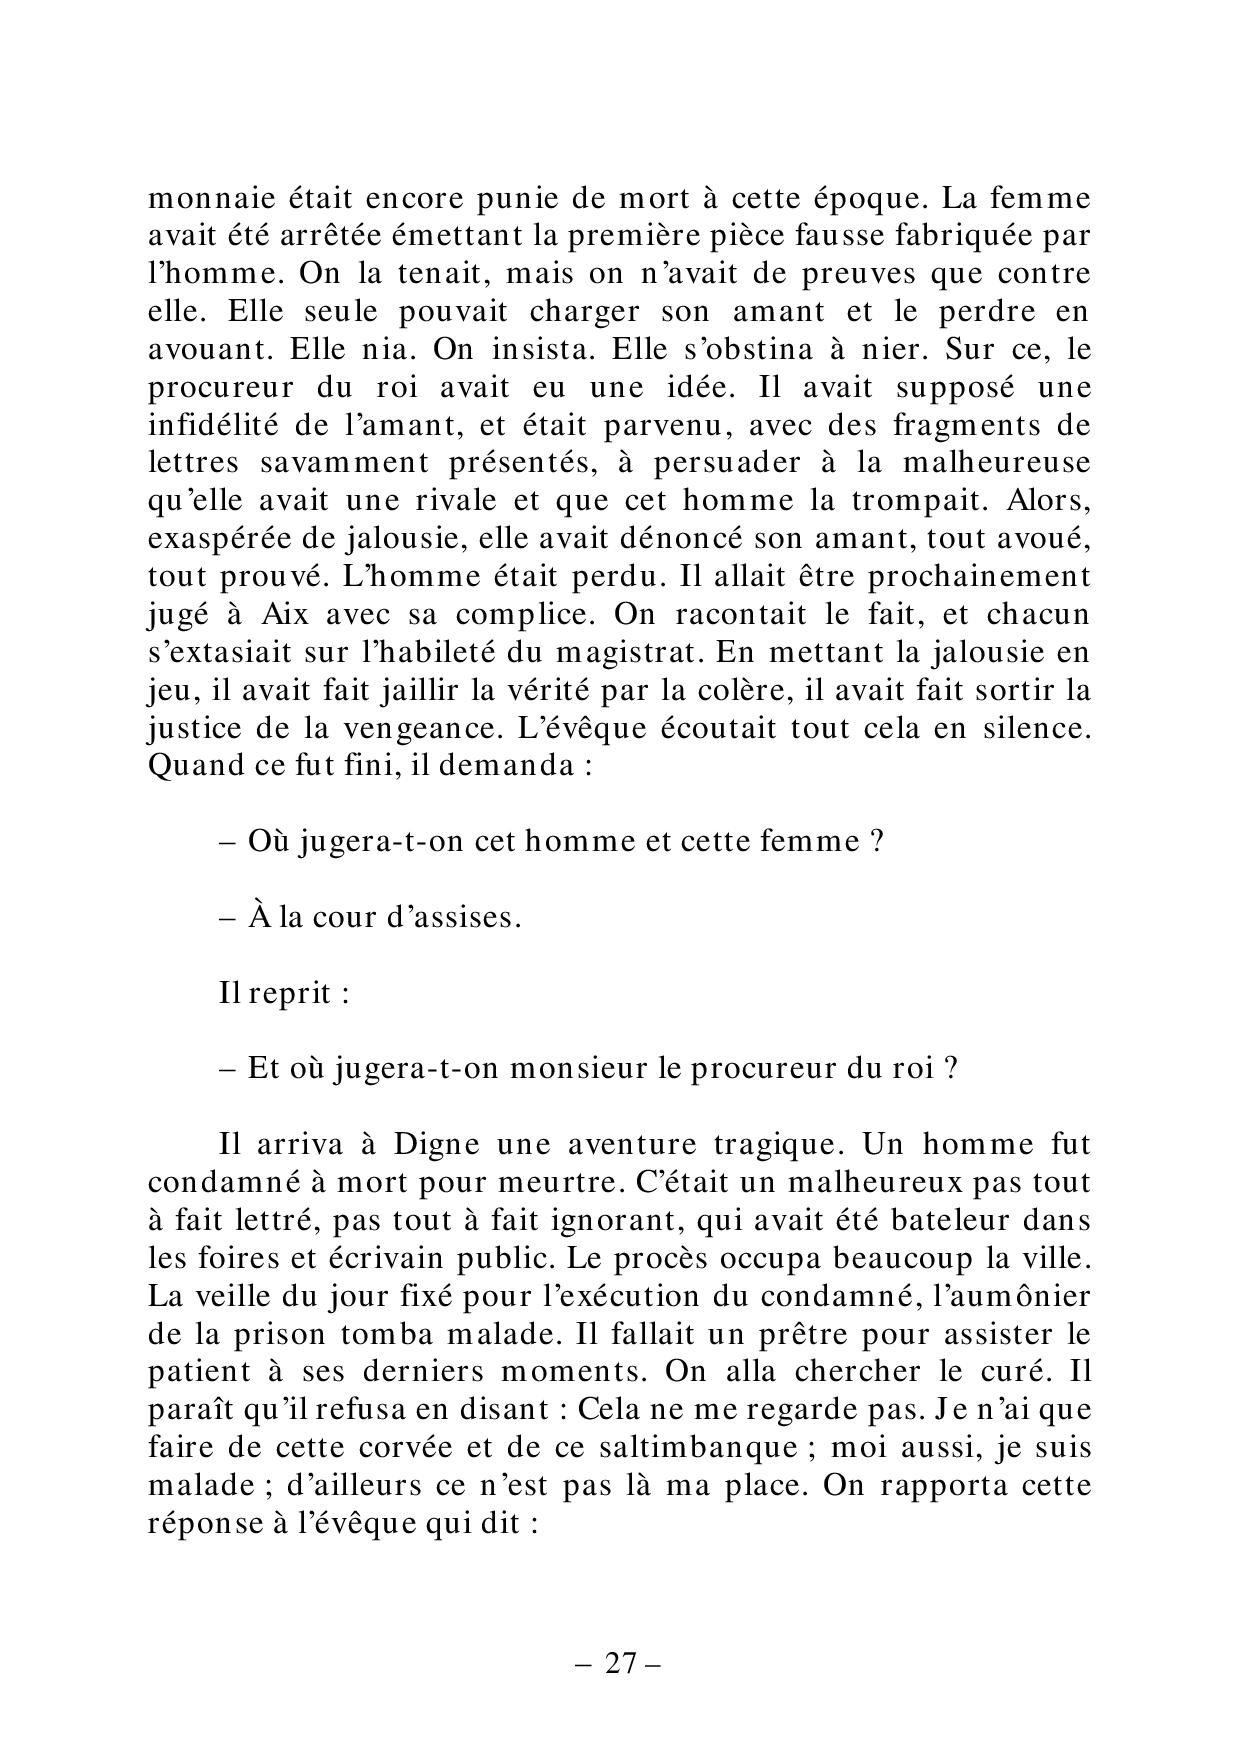 monnaie était encore punie de mort à cette époque. La femme
avait été arrêtée émettant la première pièce fausse fabriquée par
l’homme. On la tenait, mais on n’avait de preuves que contre
elle. Elle seule pouvait charger son amant et le perdre en
avouant. Elle nia. On insista. Elle s’obstina à nier. Sur ce, le
procureur du roi avait eu une idée. Il avait supposé une
infidélité de l’amant, et était parvenu, avec des fragments de
lettres savamment présentés, à persuader à la malheureuse
qu’elle avait une rivale et que cet homme la trompait. Alors,
exaspérée de jalousie, elle avait dénoncé son amant, tout avoué,
tout prouvé. L’homme était perdu. Il allait être prochainement
jugé à Aix avec sa complice. On racontait le fait, et chacun
s’extasiait sur l’habileté du magistrat. En mettant la jalousie en
jeu, il avait fait jaillir la vérité par la colère, il avait fait sortir la
justice de la vengeance. L’évêque écoutait tout cela en silence.
Quand ce fut fini, il demanda :
– Où jugera-t-on cet homme et cette femme ?
– À la cour d’assises.
Il reprit :
– Et où jugera-t-on monsieur le procureur du roi ?
Il arriva à Digne une aventure tragique. Un homme fut
condamné à mort pour meurtre. C’était un malheureux pas tout
à fait lettré, pas tout à fait ignorant, qui avait été bateleur dans
les foires et écrivain public. Le procès occupa beaucoup la ville.
La veille du jour fixé pour l’exécution du condamné, l’aumônier
de la prison tomba malade. Il fallait un prêtre pour assister le
patient à ses derniers moments. On alla chercher le curé. Il
paraît qu’il refusa en disant : Cela ne me regarde pas. Je n’ai que
faire de cette corvée et de ce saltimbanque ; moi aussi, je suis
malade ; d’ailleurs ce n’est pas là ma place. On rapporta cette
réponse à l’évêque qui dit :
– 27 –